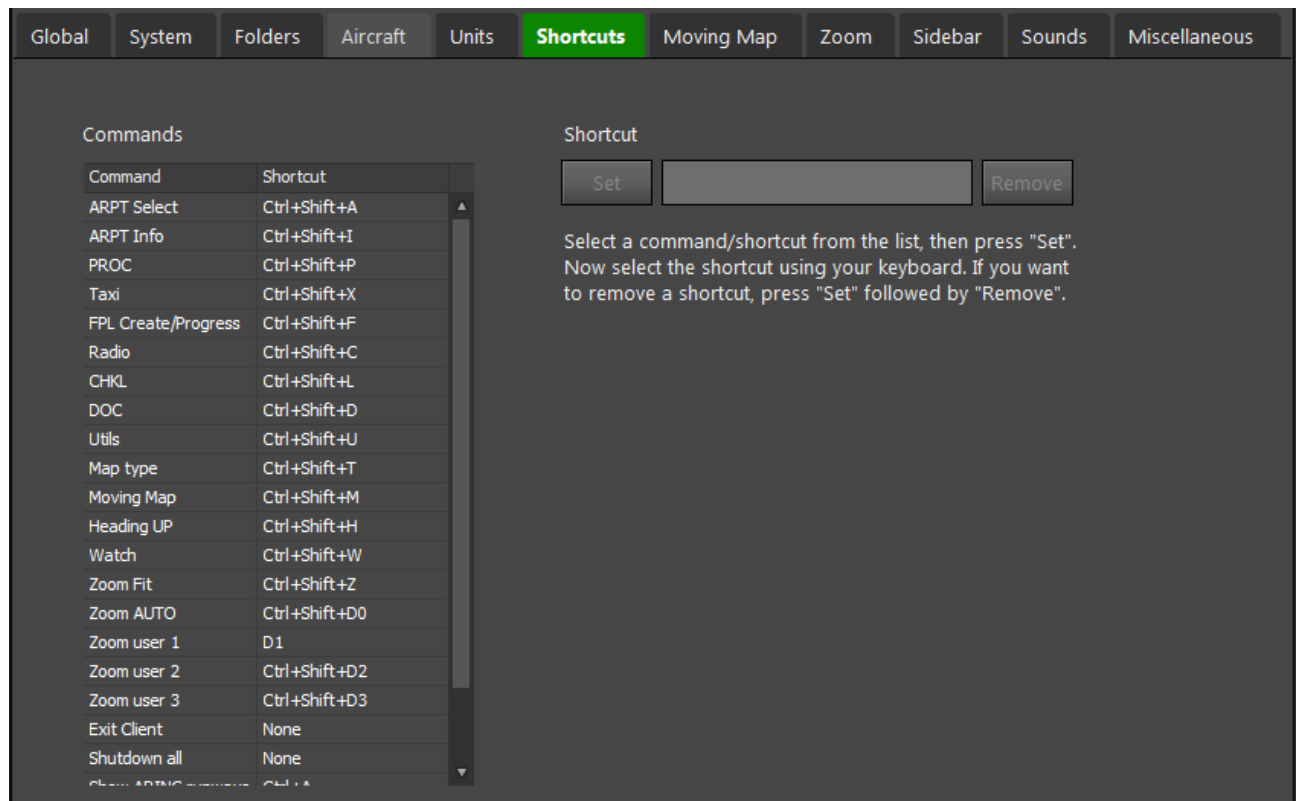 Global System Folders Aircraft Units Shortcuts Moving Map Zoom Sidebar Sounds Miscellaneous
Commands
Command Shortcut
ARPT Select Ctrl+Shift+A
ARPT Info Ctrl+Shift+I
PROC Ctrl+Shift+P
Taxi Ctrl+Shift+X
FPL Create/Progress Ctrl+Shift+F
Radio Ctrl+Shift+C
CHKL Ctrl+Shift+L
DOC Ctrl+Shift+D
Utils Ctrl+Shift+U
Map type Ctrl+Shift+T
Moving Map Ctrl+Shift+M
Heading UP Ctrl+Shift+H
Watch Ctrl+Shift+W
Zoom Fit Ctrl+Shift+Z
Zoom AUTO Ctrl+Shift+D0
Zoom user 1 D1
Zoom user 2 Ctrl+Shift+D2
Zoom user 3 Ctrl+Shift+D3
Exit Client None
Shutdown all None
Show ARINC Ctrl+A
Shortcut
Set Remove
Select a command/shortcut from the list, then press "Set".
Now select the shortcut using your keyboard. If you want
to remove a shortcut, press "Set" followed by "Remove".